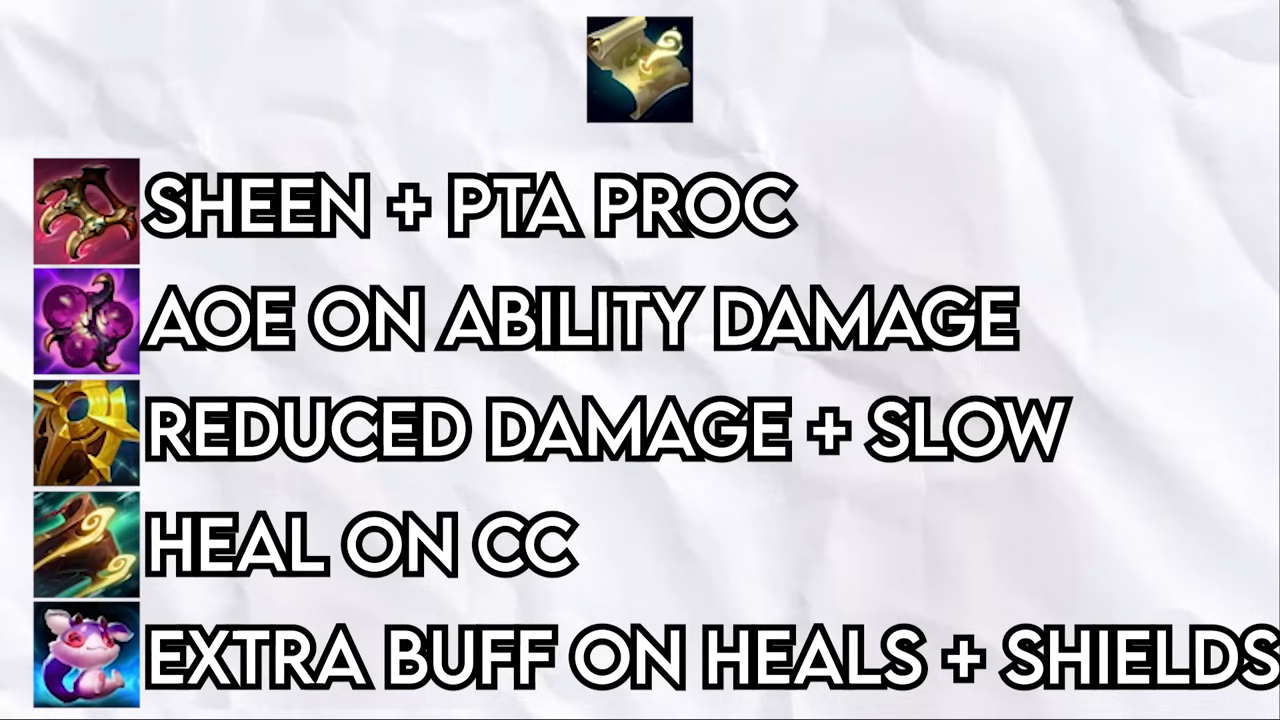 SHEEN + PTA PROC
AOE ON ABILITY DAMAGE
REDUCED DAMAGE + SLOW
HEAL ON CC
EXTRA BUFF ON HEALS + SHIELDS